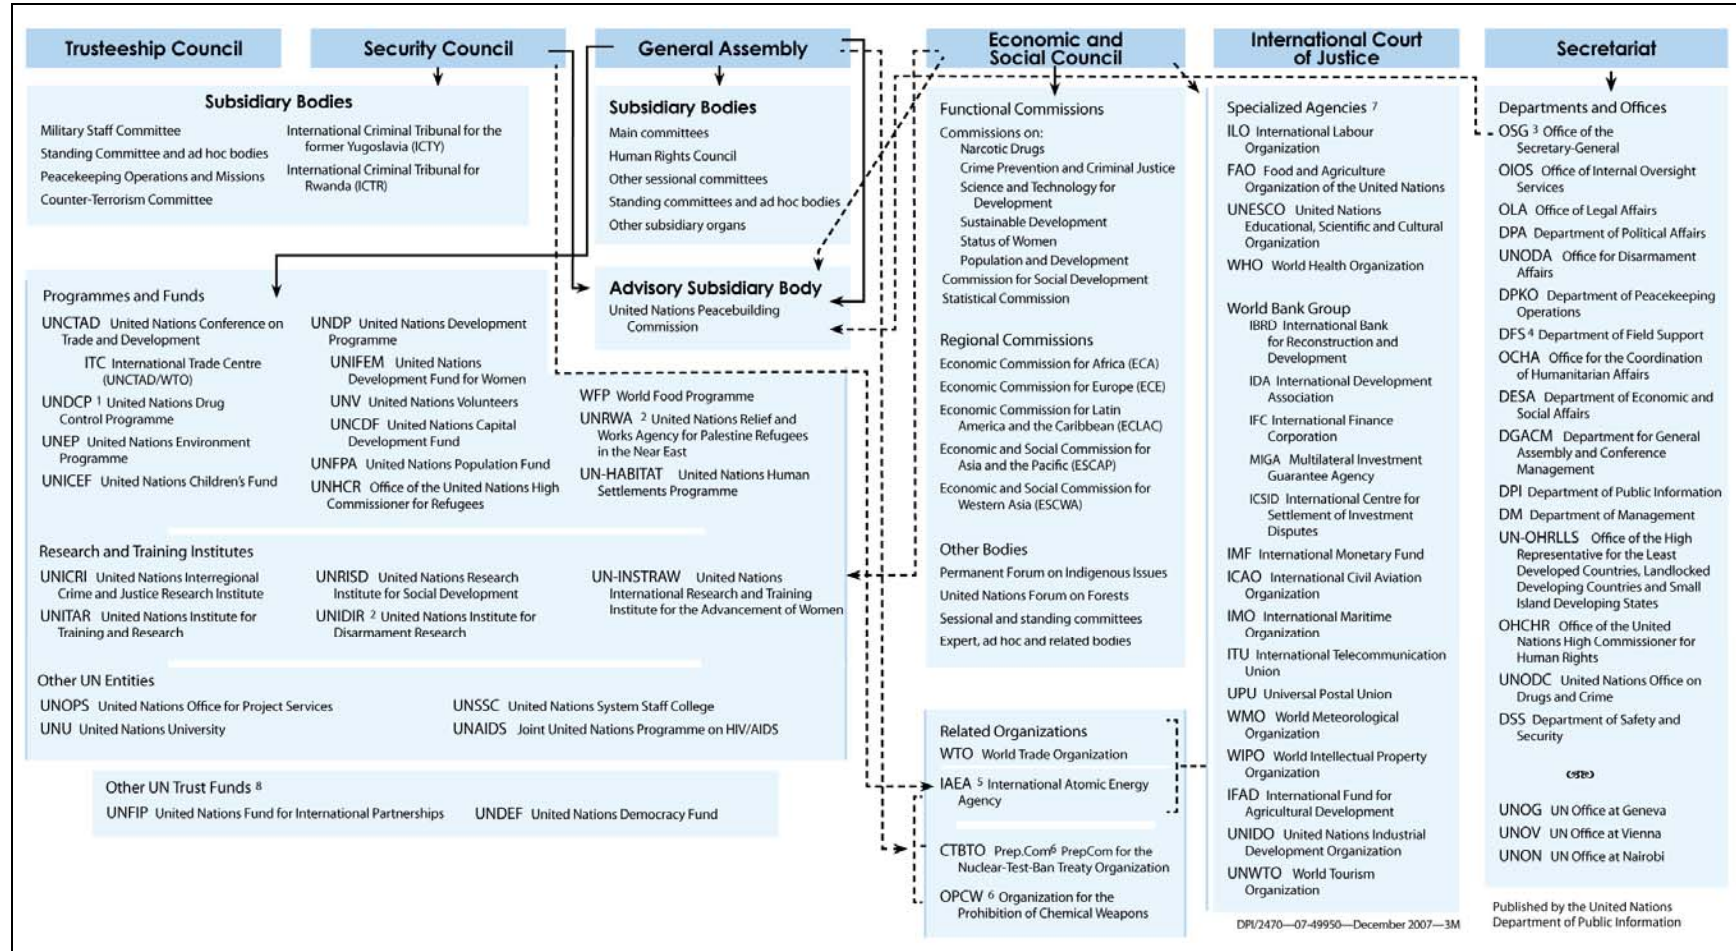 Trusteeship Council
Security Council
General Assembly
Economic and
Social Council
International Court
of Justice
Secretariat
Subsidiary Bodies
Military Staff Committee
Standing Committee and ad hoc bodies
Peacekeeping Operations and Missions
Counter-Terrorism Committee
International Criminal Tribunal for the
former Yugoslavia (ICTY)
International Criminal Tribunal for
Rwanda (ICTR)
Subsidiary Bodies
Main committees
Human Rights Council
Other sessional committees
Standing committees and ad hoc bodies
Other subsidiary organs
Advisory Subsidiary Body
United Nations Peacebuilding
Commission
Programmes and Funds
UNCTAD United Nations Conference on
Trade and Development
ITC International Trade Centre
(UNCTAD/WTO)
UNDCP 1 United Nations Drug
Control Programme
UNEP United Nations Environment
Programme
UNICEF United Nations Children's Fund
UNDP United Nations Development
Programme
UNIFEM United Nations
Development Fund for Women
UNV United Nations Volunteers
UNCDF United Nations Capital
Development Fund
UNFPA United Nations Population Fund
UNHCR Office of the United Nations High
Commissioner for Refugees
WFP World Food Programme
UNRWA 2 United Nations Relief and
Works Agency for Palestine Refugees
in the Near East
UN-HABITAT United Nations Human
Settlements Programme
Research and Training Institutes
UNICRI United Nations Interregional
Crime and Justice Research Institute
UNITAR United Nations Institute for
Training and Research
UNRISD United Nations Research
Institute for Social Development
UNIDIR 2 United Nations Institute for
Disarmament Research
UN-INSTRAW United Nations
International Research and Training
Institute for the Advancement of Women
Other UN Entities
UNOPS United Nations Office for Project Services
UNU United Nations University
UNSSC United Nations System Staff College
UNAIDS Joint United Nations Programme on HIV/AIDS
Other UN Trust Funds 8
UNFIP United Nations Fund for International Partnerships
UNDEF United Nations Democracy Fund
Functional Commissions
Commissions on:
Narcotic Drugs
Crime Prevention and Criminal Justice
Science and Technology for
Development
Sustainable Development
Status of Women
Population and Development
Commission for Social Development
Statistical Commission
Regional Commissions
Economic Commission for Africa (ECA)
Economic Commission for Europe (ECE)
Economic Commission for Latin
America and the Caribbean (ECLAC)
Economic and Social Commission for
Asia and the Pacific (ESCAP)
Economic and Social Commission for
Western Asia (ESCWA)
Other Bodies
Permanent Forum on Indigenous Issues
United Nations Forum on Forests
Sessional and standing committees
Expert, ad hoc and related bodies
Related Organizations
WTO World Trade Organization
IAEA 5 International Atomic Energy
Agency
CTBTO Prep.Com6 PrepCom for the
Nuclear-Test-Ban Treaty Organization
OPCW 6 Organization for the
Prohibition of Chemical Weapons
Specialized Agencies 7
ILO International Labour
Organization
FAO Food and Agriculture
Organization of the United Nations
UNESCO United Nations
Educational, Scientific and Cultural
Organization
WHO World Health Organization
World Bank Group
IBRD International Bank
for Reconstruction and
Development
IDA International Development
Association
IFC International Finance
Corporation
MIGA Multilateral Investment
Guarantee Agency
ICSID International Centre for
Settlement of Investment
Disputes
IMF International Monetary Fund
ICAO International Civil Aviation
Organization
IMO International Maritime
Organization
ITU International Telecommunication
Union
UPU Universal Postal Union
WMO World Meteorological
Organization
WIPO World Intellectual Property
Organization
IFAD International Fund for
Agricultural Development
UNIDO United Nations Industrial
Development Organization
UNWTO World Tourism
Organization
DPI/2470—07-49950—December 2007—3M
Departments and Offices
OSG 3 Office of the
Secretary-General
OIOS Office of Internal Oversight
Services
OLA Office of Legal Affairs
DPA Department of Political Affairs
UNODA Office for Disarmament
Affairs
DPKO Department of Peacekeeping
Operations
DFS 4 Department of Field Support
OCHA Office for the Coordination
of Humanitarian Affairs
DESA Department of Economic and
Social Affairs
DGACM Department for General
Assembly and Conference
Management
DPI Department of Public Information
DM Department of Management
UN-OHRLLS Office of the High
Representative for the Least
Developed Countries, Landlocked
Developing Countries and Small
Island Developing States
OHCHR Office of the United
Nations High Commissioner for
Human Rights
UNODC United Nations Office on
Drugs and Crime
DSS Department of Safety and
Security
UNOG UN Office at Geneva
UNOV UN Office at Vienna
UNON UN Office at Nairobi
Published by the United Nations
Department of Public Information